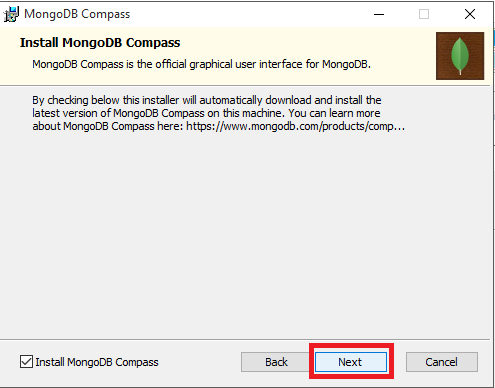 MongoDB Compass
Install MongoDB Compass
MongoDB Compass is the official graphical user interface for MongoDB.
By checking below this installer will automatically download and install the
latest version of MongoDB Compass on this machine. You can learn more
about MongoDB Compass here: https://www.mongodb.com/products/comp...
Install MongoDB Compass
Back
Next
Cancel